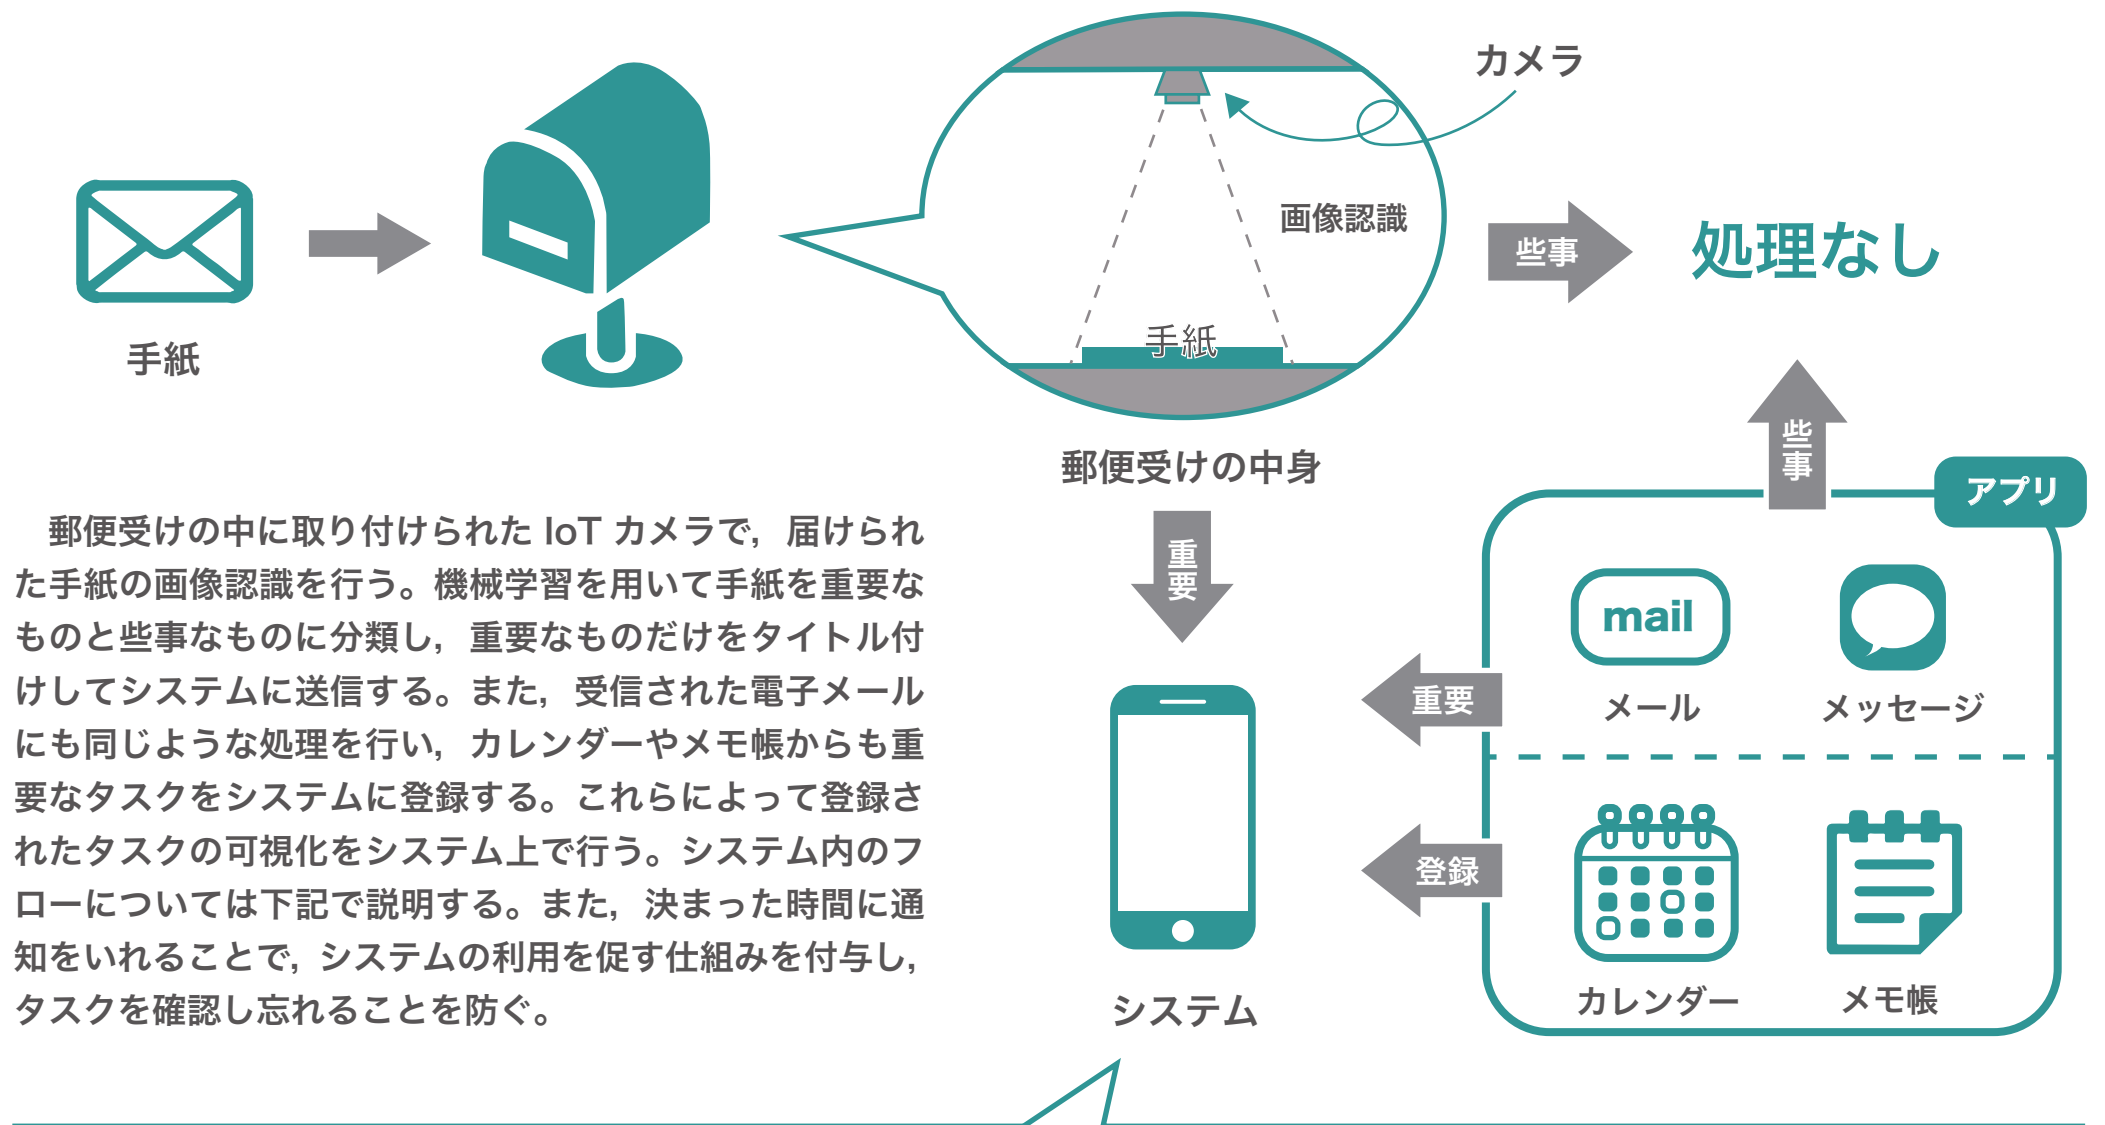 カメラ
画像認識
手紙
手紙
些事
処理なし
郵便受けの中身
重要
些事
アプリ
郵便受けの中に取り付けられた IoT カメラで，届けられ
た手紙の画像認識を行う。機械学習を用いて手紙を重要な
ものと些事なものに分類し，重要なものだけをタイトル付
けしてシステムに送信する。また，受信された電子メール
にも同じような処理を行い，カレンダーやメモ帳からも重
要なタスクをシステムに登録する。これらによって登録さ
れたタスクの可視化をシステム上で行う。システム内のフ
ローについては下記で説明する。また，決まった時間に通
知をいれることで，システムの利用を促す仕組みを付与し，
タスクを確認し忘れることを防ぐ。
mail
メール
メッセージ
重要
登録
カレンダー
メモ帳
システム